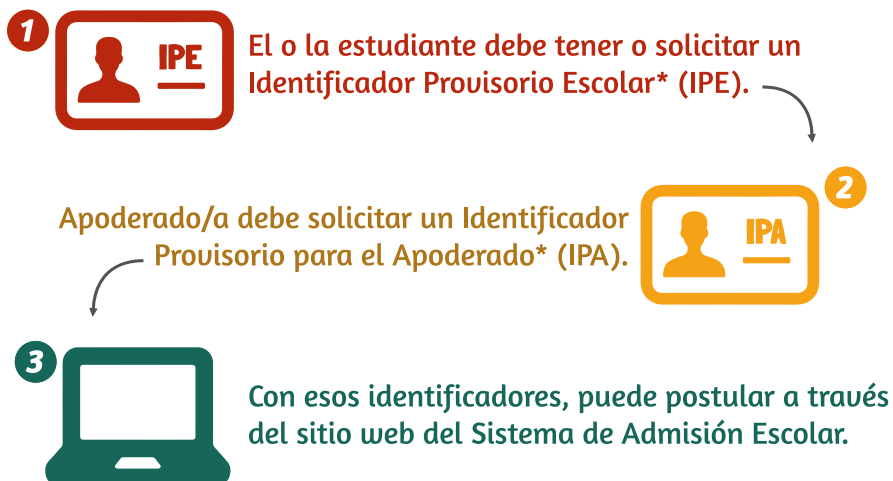 1
IPE
El o la estudiante debe tener o solicitar un
Identificador Provisorio Escolar* (IPE).
2
Apoderado/a debe solicitar un Identificador
Provisorio para el Apoderado* (IPA).
IPA
3
Con esos identificadores, puede postular a través
del sitio web del Sistema de Admisión Escolar.